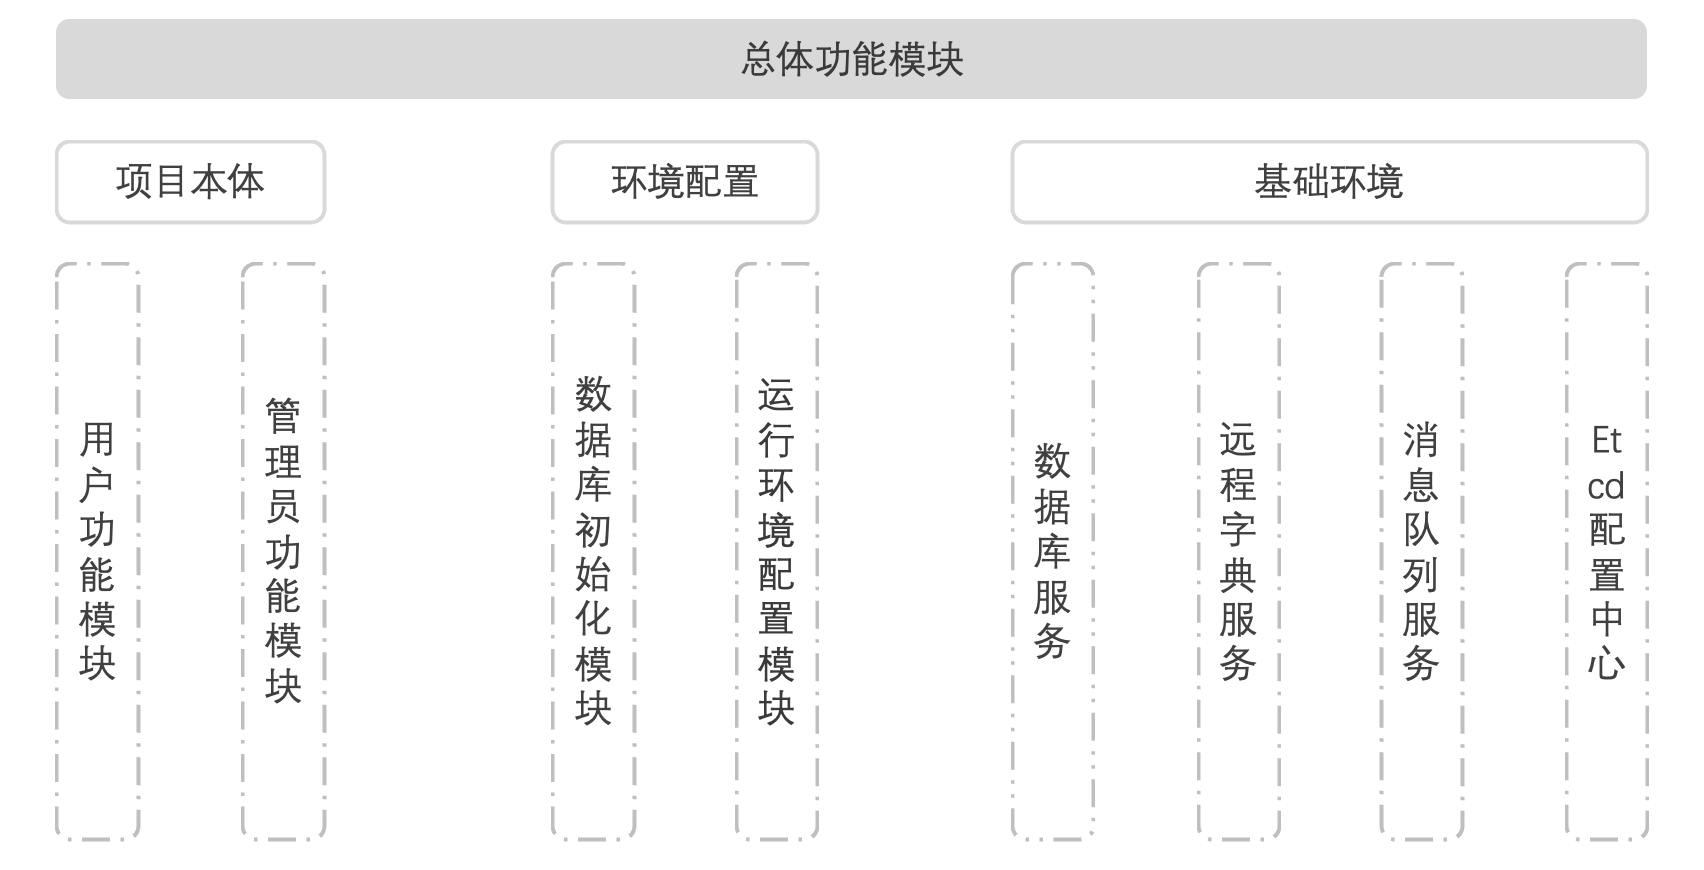 总体功能模块
项目本体
环境配置
基础环境
用户功能模块
管理员功能模块
数据库初始化模块
运行环境配置模块
数据库服务
远程字典服务
消息队列服务
Etcd配置中心